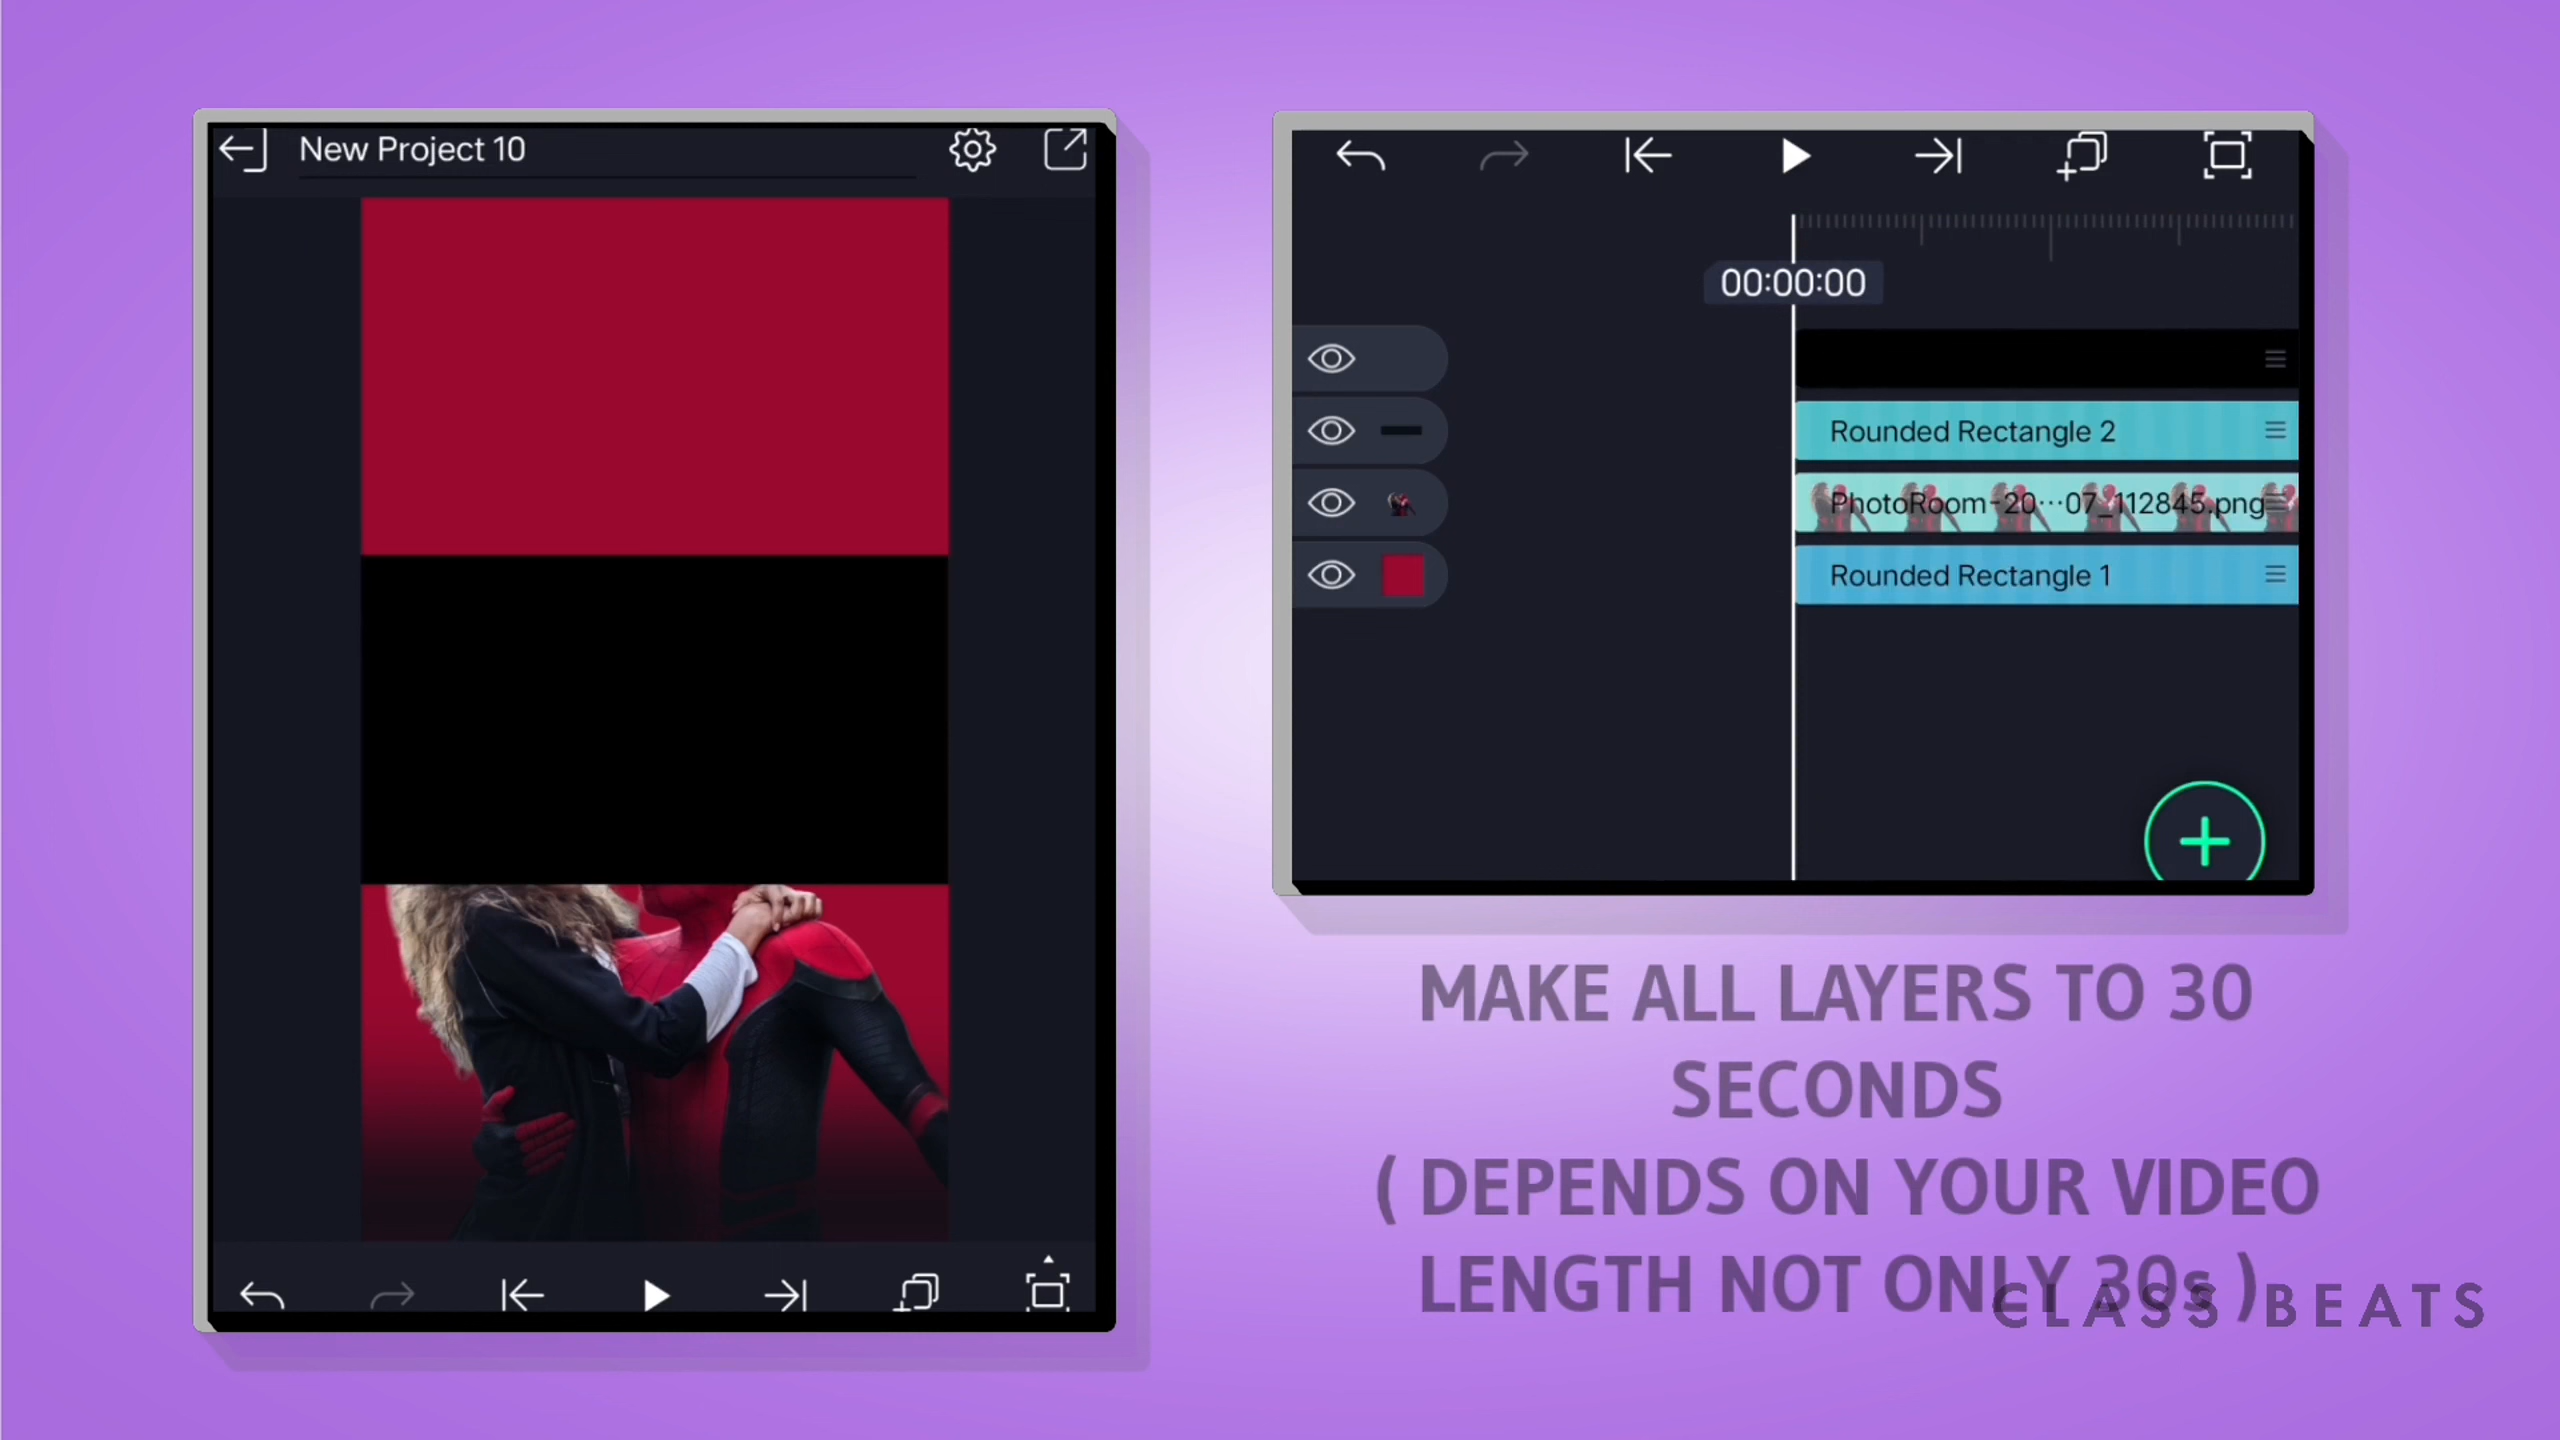 New Project 10
00:00:00
Rounded Rectangle 2
PhotoRoom-20···07_112845.png
Rounded Rectangle 1
MAKE ALL LAYERS TO 30
SECONDS
( DEPENDS ON YOUR VIDEO
LENGTH NOT ONLY 30s )
CLASS BEATS